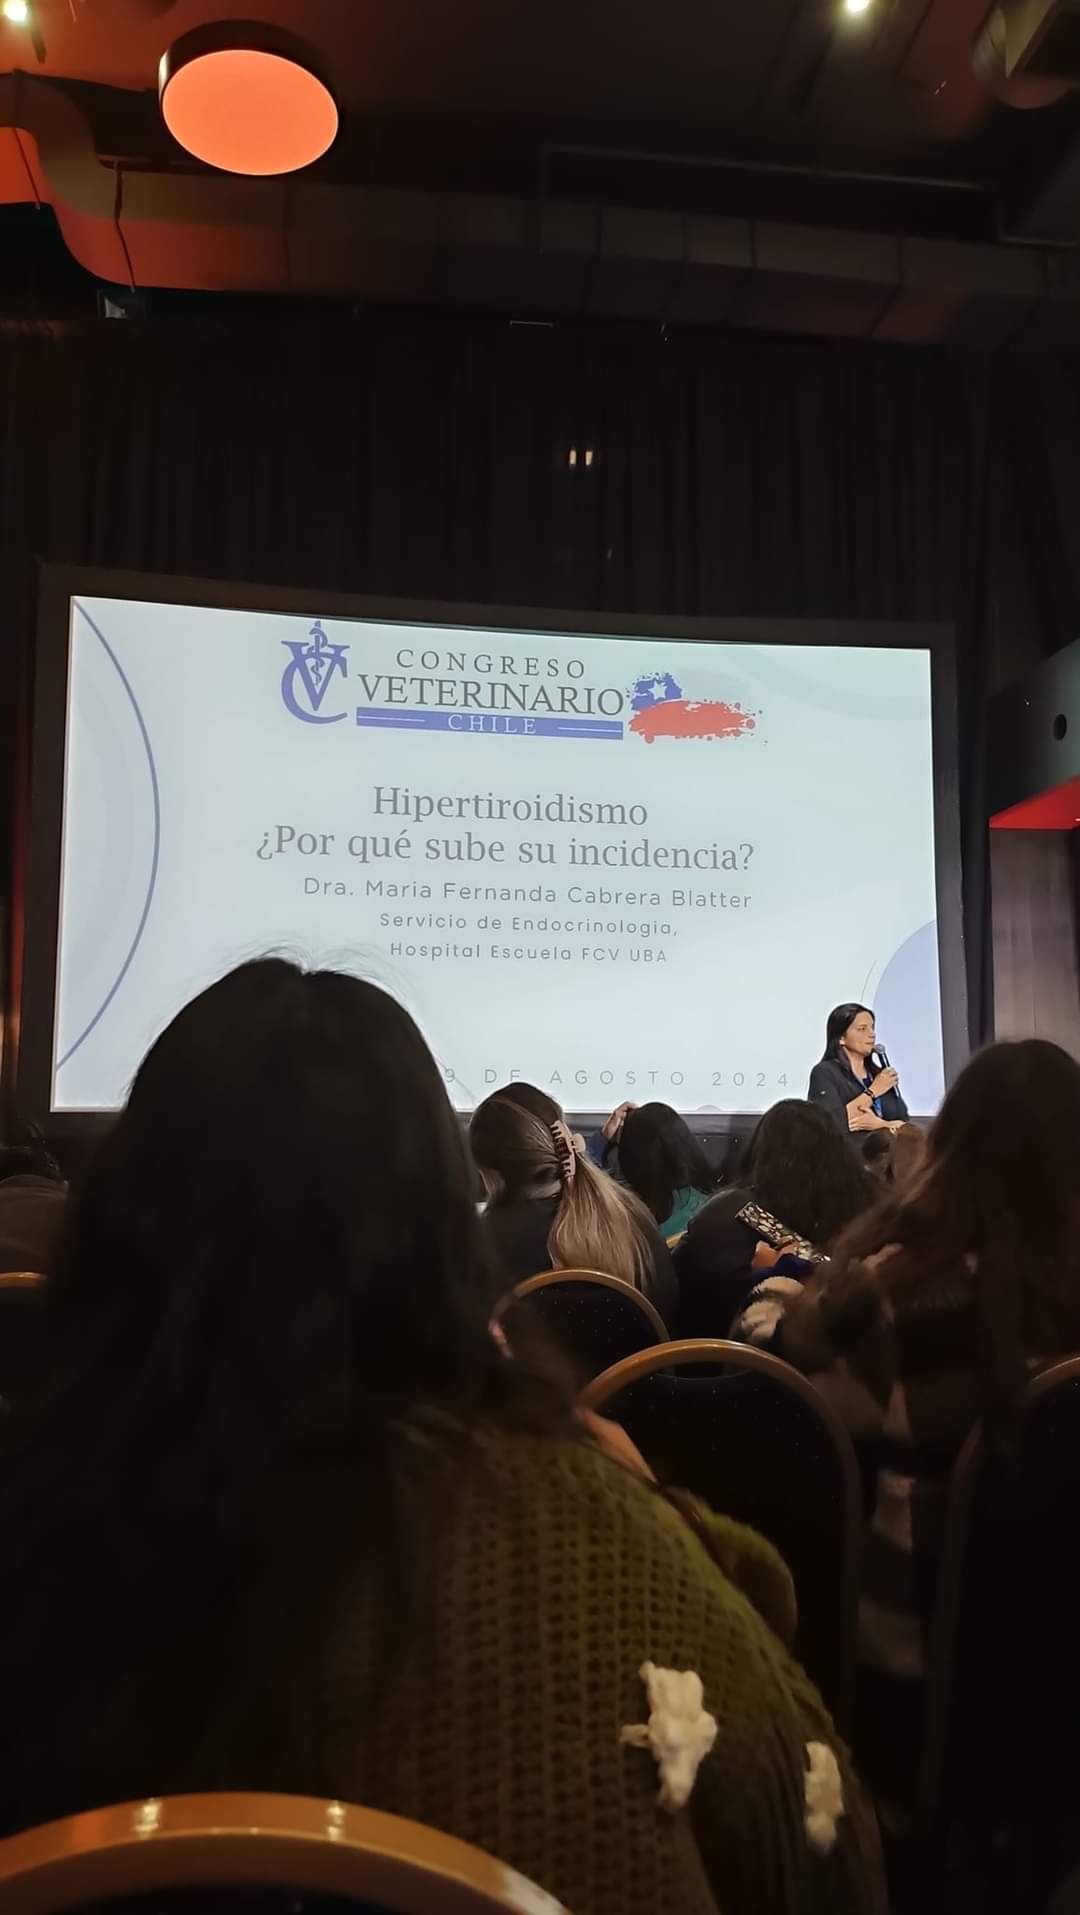 CONGRESO
VETERINARIO
CHILE
Hipertiroidismo
¿Por qué sube su incidencia?
Dra. Maria Fernanda Cabrera Blatter
Servicio de Endocrinologia,
Hospital Escuela FCV UBA
9 DE AGOSTO 2024